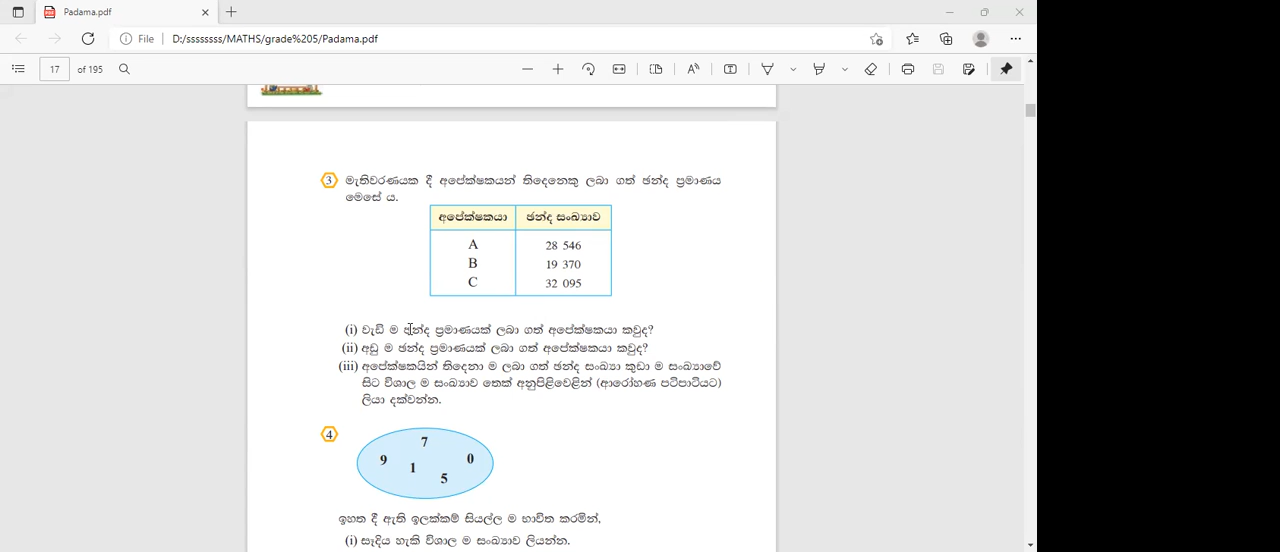 Padama.pdf
File D:/ssssssss/MATHS/grade%205/Padama.pdf
17 of 195
3 මැතිවරණයක දී අපේක්ෂකයන් තිදෙනෙකු ලබා ගත් ඡන්ද ප්‍රමාණය
මෙසේ ය.
අපේක්ෂකයා ඡන්ද සංඛ්‍යාව
A 28 546
B 19 370
C 32 095
(i) වැඩි ම ඡන්ද ප්‍රමාණයක් ලබා ගත් අපේක්ෂකයා කවුද?
(ii) අඩු ම ඡන්ද ප්‍රමාණයක් ලබා ගත් අපේක්ෂකයා කවුද?
(iii) අපේක්ෂකයින් තිදෙනා ම ලබා ගත් ඡන්ද සංඛ්‍යා කුඩා ම සංඛ්‍යාවේ
සිට විශාල ම සංඛ්‍යාව තෙක් අනුපිළිවෙළින් (ආරෝහණ පටිපාටියට)
ලියා දක්වන්න.
4
7
9 0
1
5
ඉහත දී ඇති ඉලක්කම් සියල්ල ම භාවිත කරමින්,
(i) සෑදිය හැකි විශාල ම සංඛ්‍යාව ලියන්න.